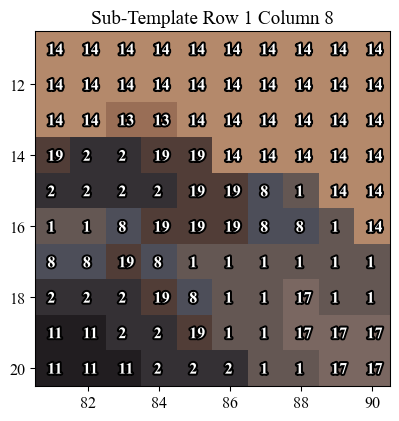 Sub-Template Row 1 Column 8
14 14 14 14 14 14 14 14 14 14
12 14 14 14 14 14 14 14 14 14 14
14 14 13 13 14 14 14 14 14 14
14 19 2 2 19 19 14 14 14 14 14
2 2 2 2 19 19 8 1 14 14
16 1 1 8 19 19 19 8 8 1 14
8 8 19 8 1 1 1 1 1 1
18 2 2 2 19 8 1 1 17 1 1
11 11 2 2 19 1 1 17 17 17
20 11 11 11 2 2 2 1 1 17 17
82 84 86 88 90